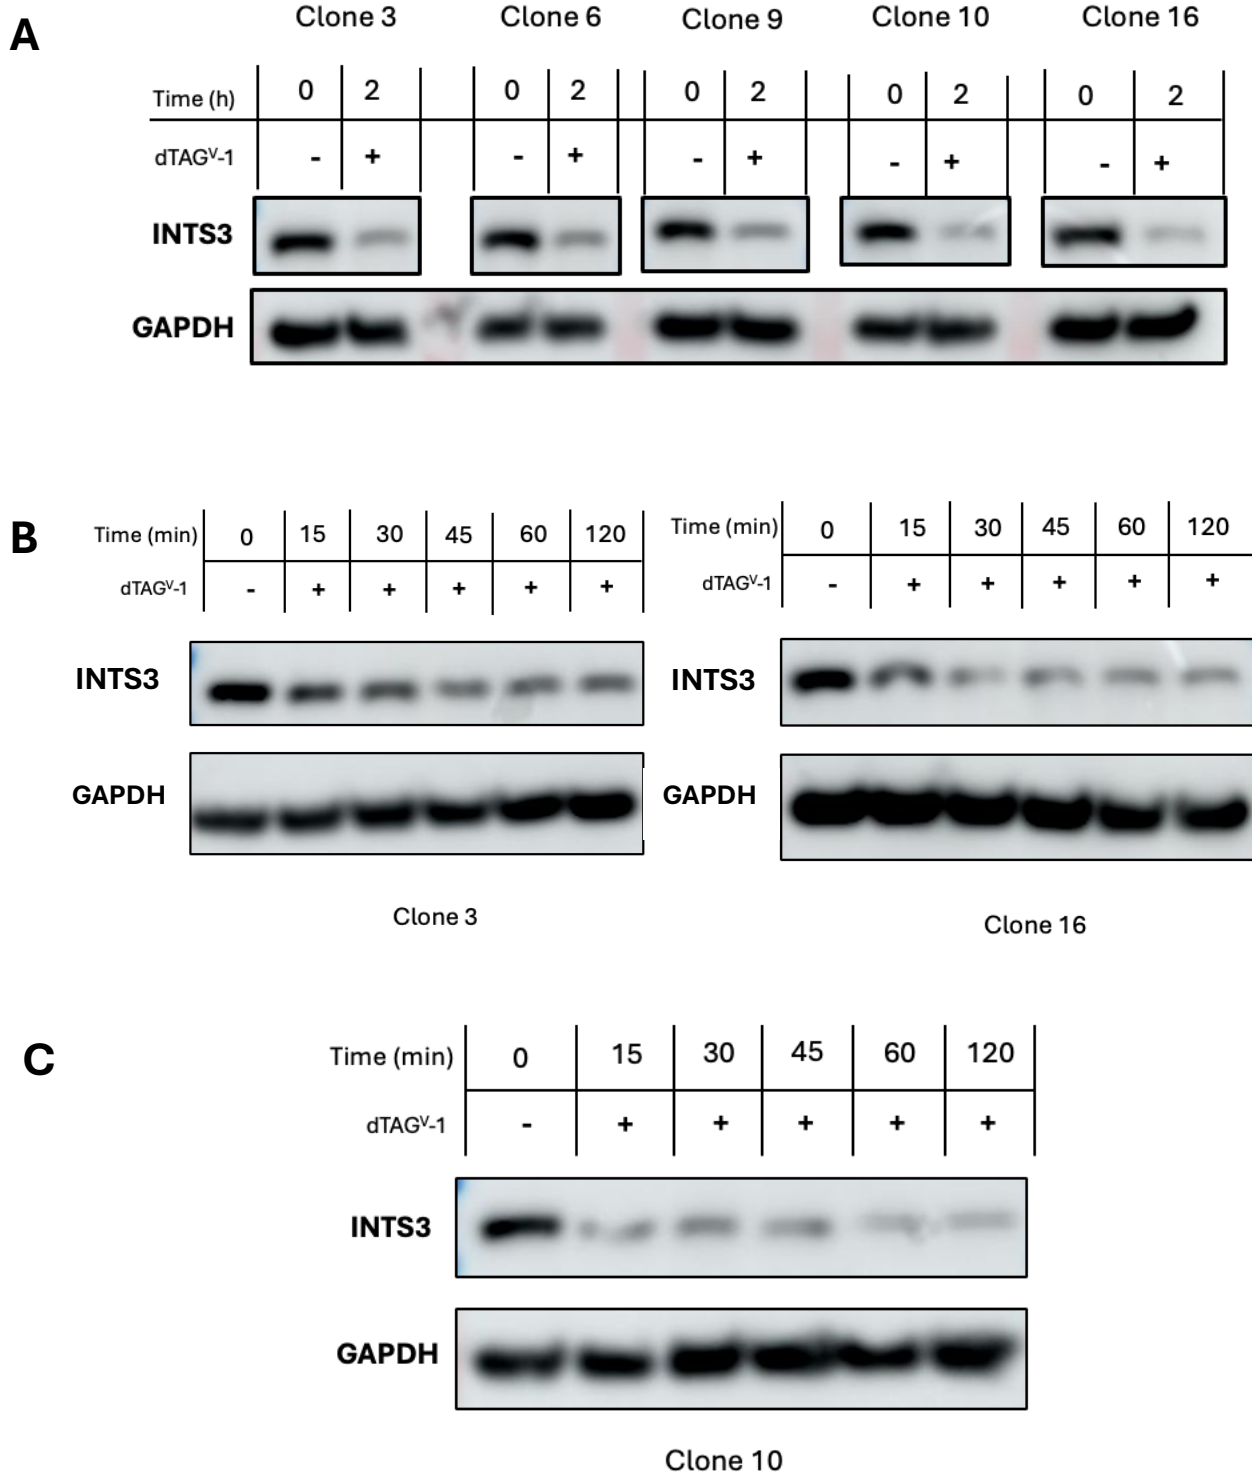 A
Clone 3 Clone 6 Clone 9 Clone 10 Clone 16
Time (h) 0 2 0 2 0 2 0 2 0 2
dTAGⱽ-1 - + - + - + - + - +
INTS3
GAPDH
B
Time (min) 0 15 30 45 60 120
dTAGⱽ-1 - + + + + +
INTS3
GAPDH
Clone 3
Time (min) 0 15 30 45 60 120
dTAGⱽ-1 - + + + + +
INTS3
GAPDH
Clone 16
C
Time (min) 0 15 30 45 60 120
dTAGⱽ-1 - + + + + +
INTS3
GAPDH
Clone 10